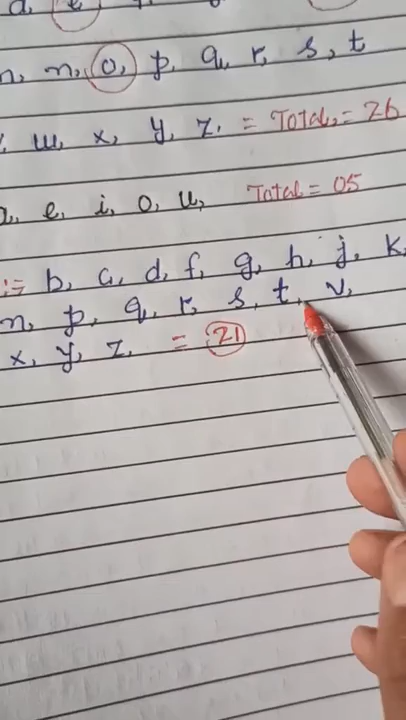 n, m, o, p, q, r, s, t
w, x, y, z, = Total, = 26
a, e, i, o, u, Total = 05
:= b, c, d, f, g, h, j, k,
n, p, q, r, s, t, v,
x, y, z. = 21